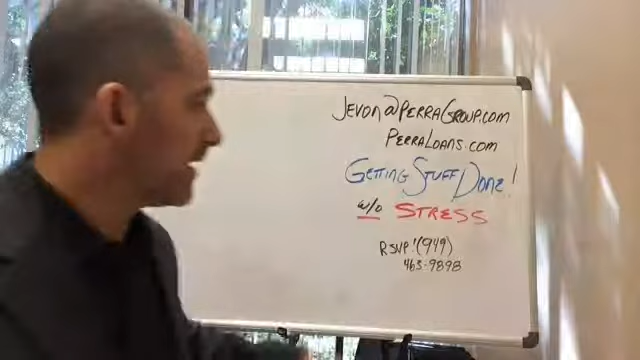 JEVON@PERRAGROUP.COM
PERRALOANS.COM
GETTING STUFF DONE!
w/o STRESS
RSVP! (949)
463-9898